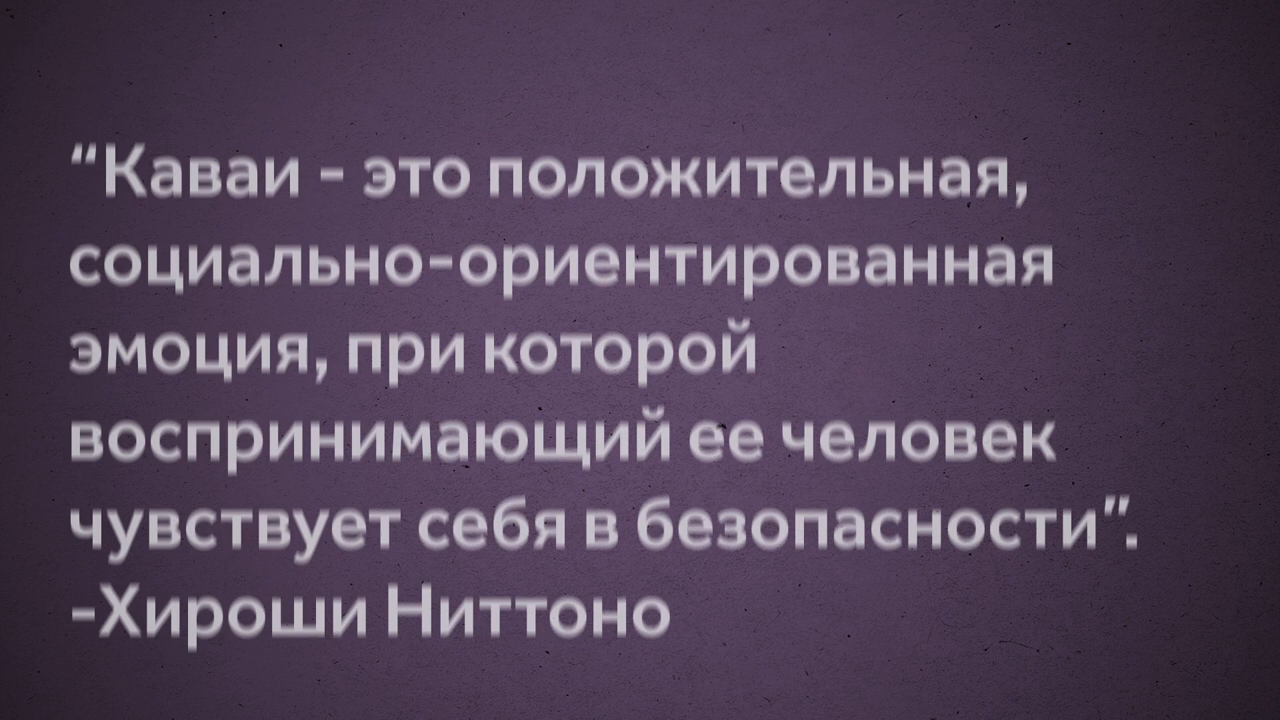 “Каваи - это положительная,
социально-ориентированная
эмоция, при которой
воспринимающий ее человек
чувствует себя в безопасности”.
-Хироши Ниттоно